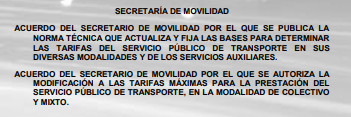 SECRETARÍA DE MOVILIDAD
ACUERDO DEL SECRETARIO DE MOVILIDAD POR EL QUE SE PUBLICA LA
NORMA TÉCNICA QUE ACTUALIZA Y FIJA LAS BASES PARA DETERMINAR
LAS TARIFAS DEL SERVICIO PÚBLICO DE TRANSPORTE EN SUS
DIVERSAS MODALIDADES Y DE LOS SERVICIOS AUXILIARES.
ACUERDO DEL SECRETARIO DE MOVILIDAD POR EL QUE SE AUTORIZA LA
MODIFICACIÓN A LAS TARIFAS MÁXIMAS PARA LA PRESTACIÓN DEL
SERVICIO PÚBLICO DE TRANSPORTE, EN LA MODALIDAD DE COLECTIVO
Y MIXTO.